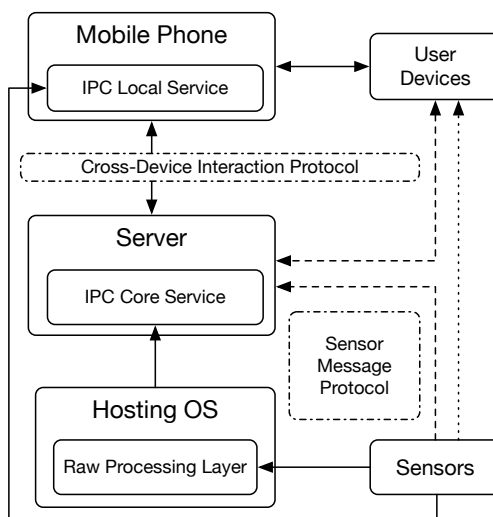 Mobile Phone
IPC Local Service
User
Devices
Cross-Device Interaction Protocol
Server
IPC Core Service
Sensor
Message
Protocol
Hosting OS
Raw Processing Layer
Sensors